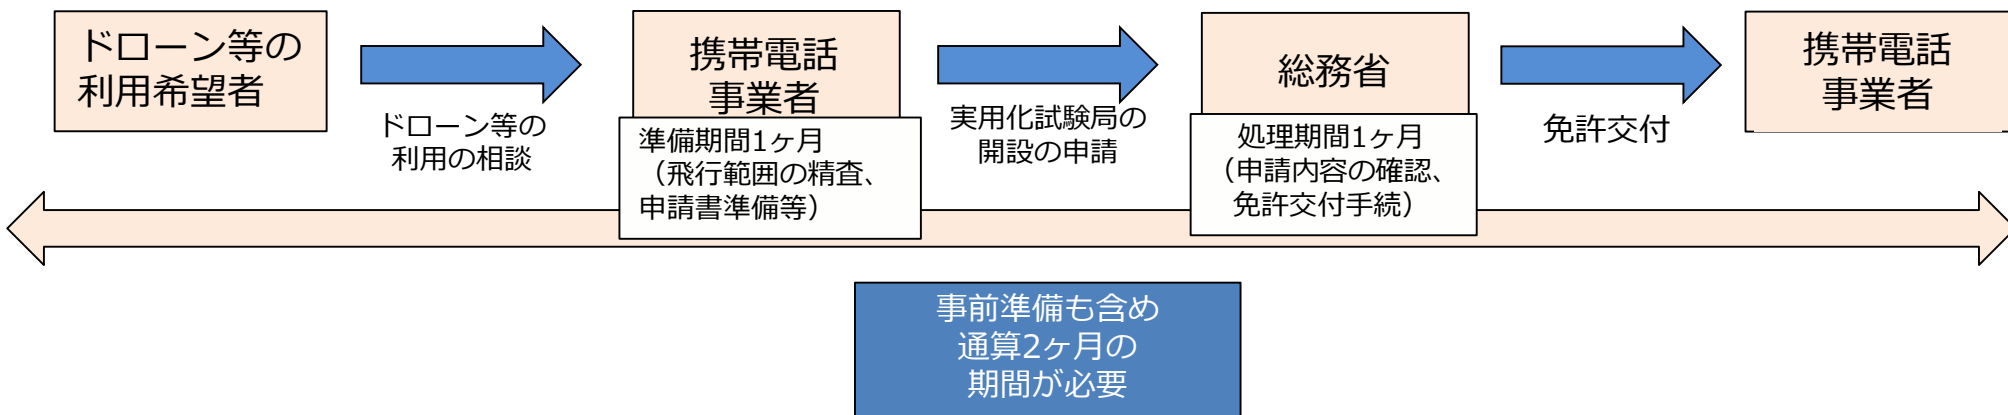 ドローン等の
利用希望者
ドローン等の
利用の相談
携帯電話
事業者
準備期間1ヶ月
（飛行範囲の精査、
申請書準備等）
実用化試験局の
開設の申請
総務省
処理期間1ヶ月
（申請内容の確認、
免許交付手続）
免許交付
携帯電話
事業者
事前準備も含め
通算2ヶ月の
期間が必要